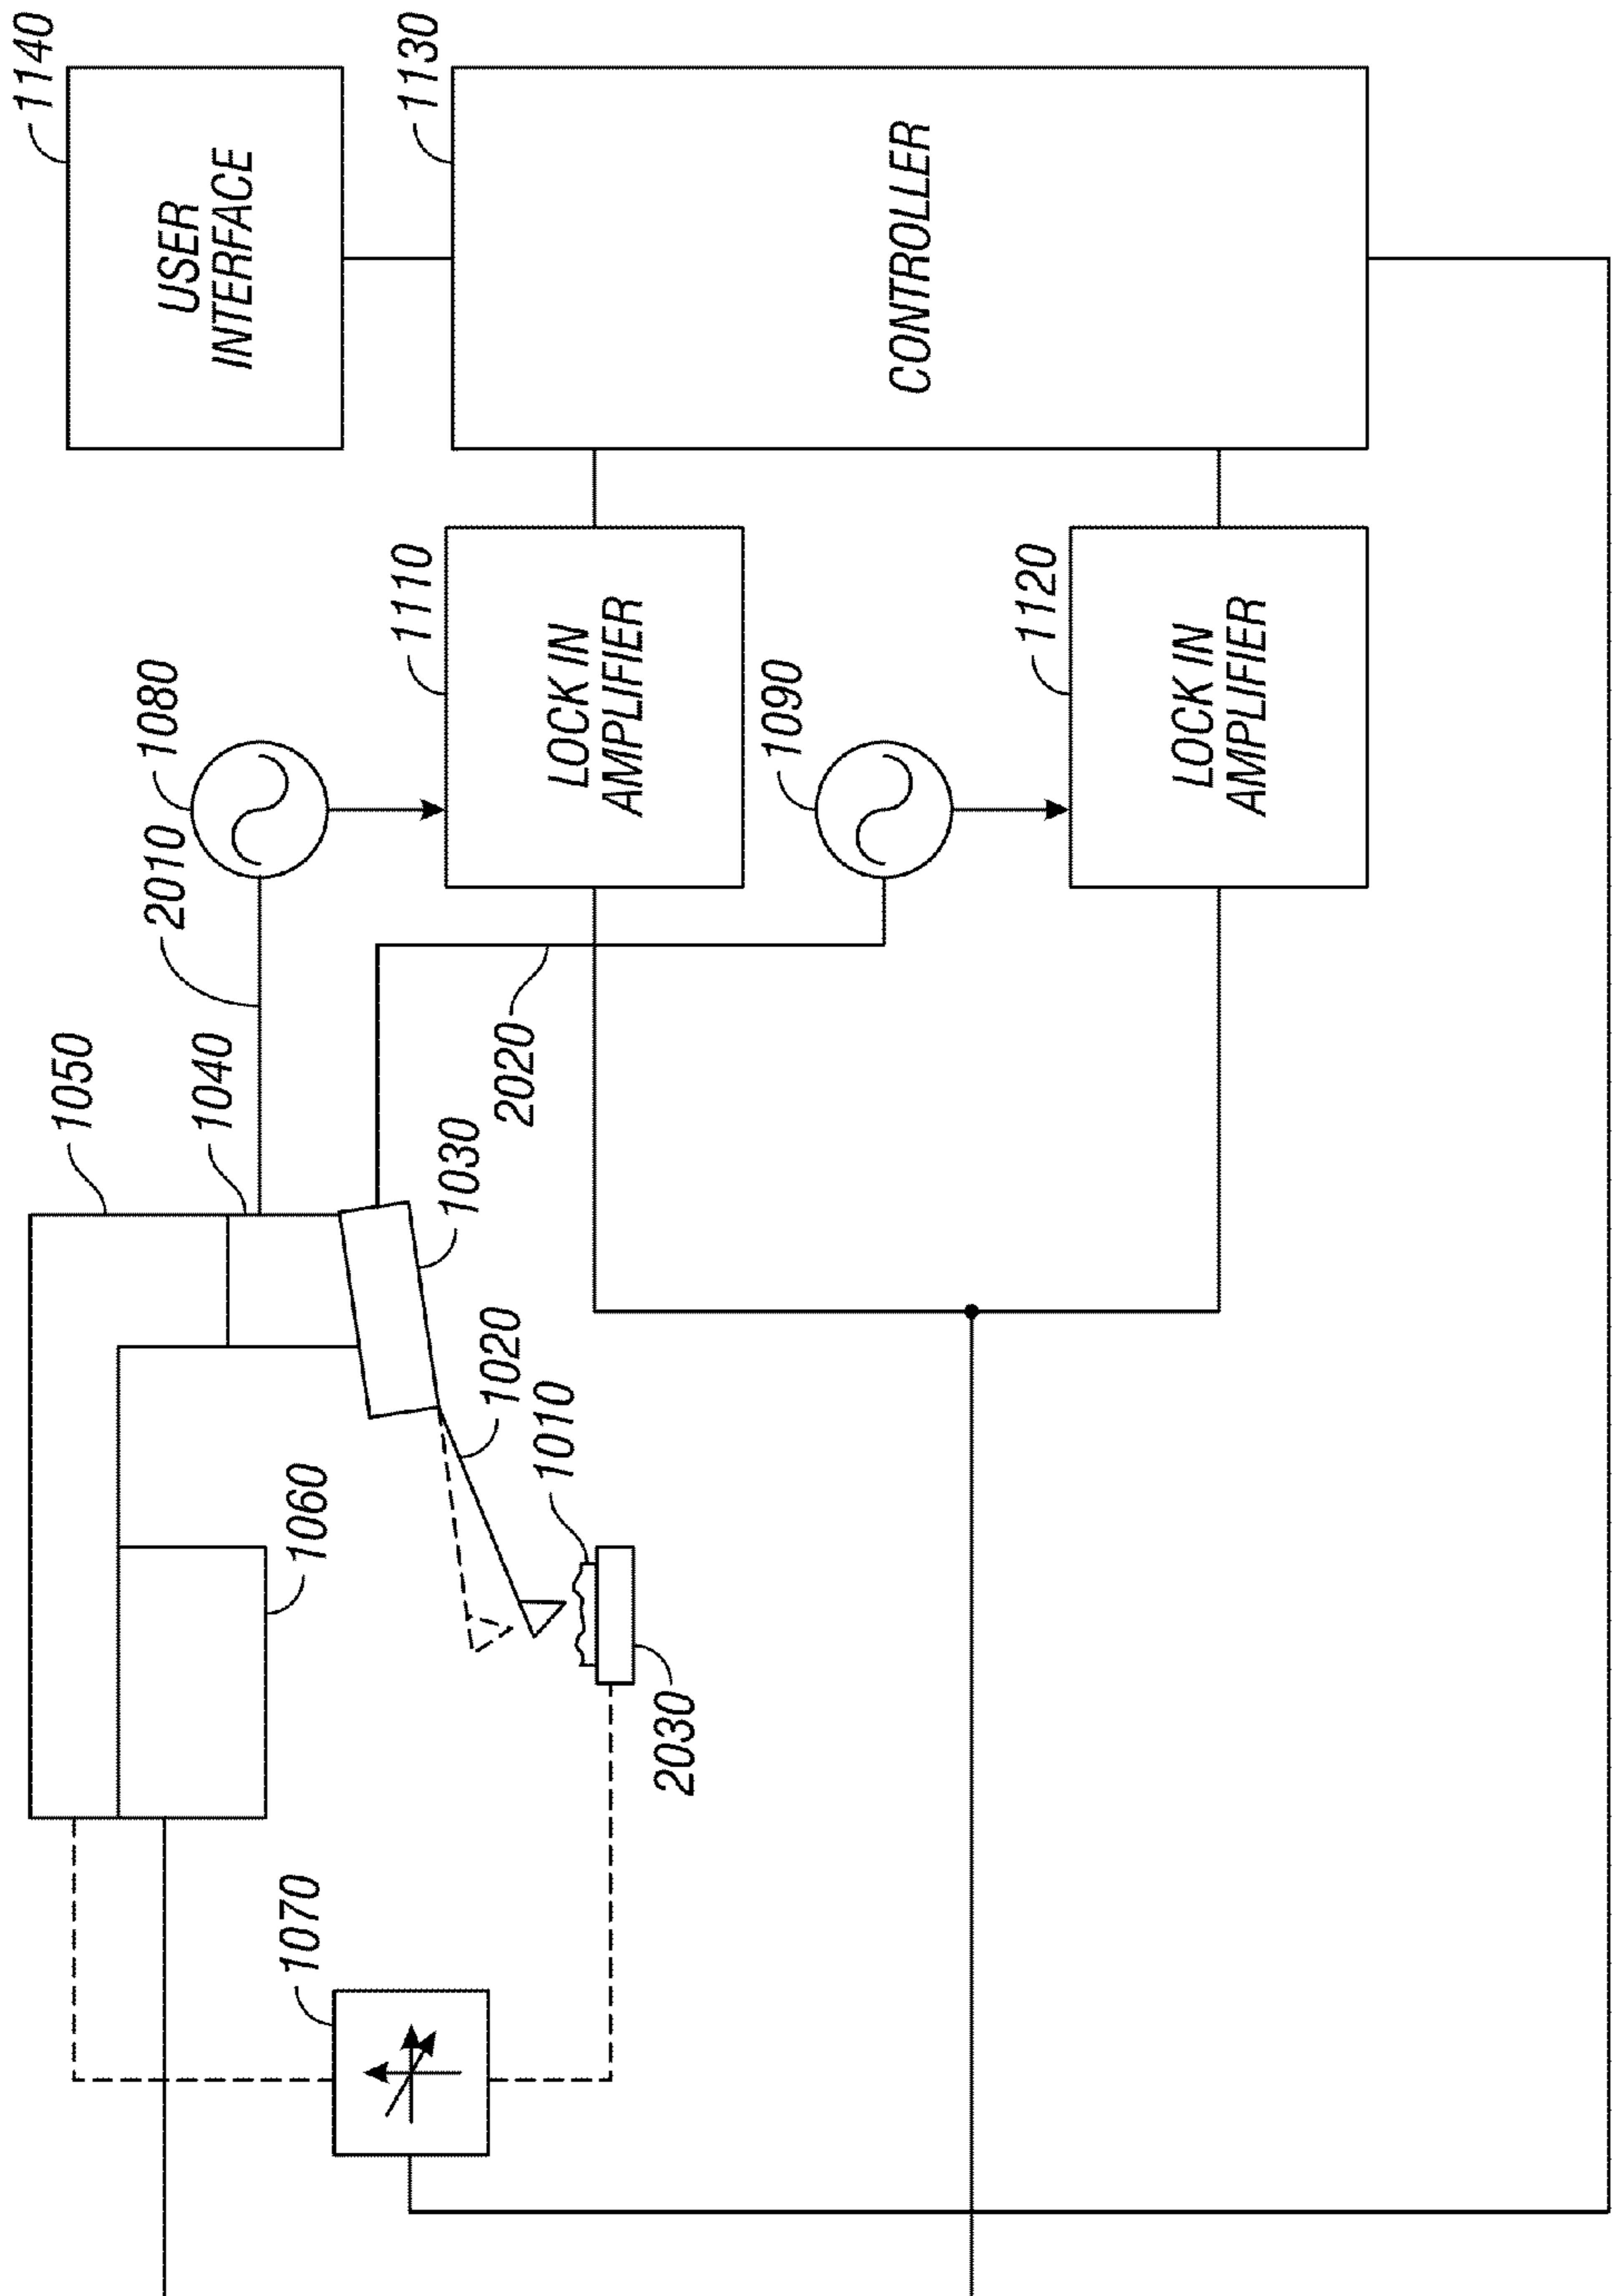 1140
USER
INTERFACE
1130
CONTROLLER
1110
LOCK IN
AMPLIFIER
1120
LOCK IN
AMPLIFIER
1080
1090
2010
2020
1050
1040
1030
1020
1010
1060
2030
1070